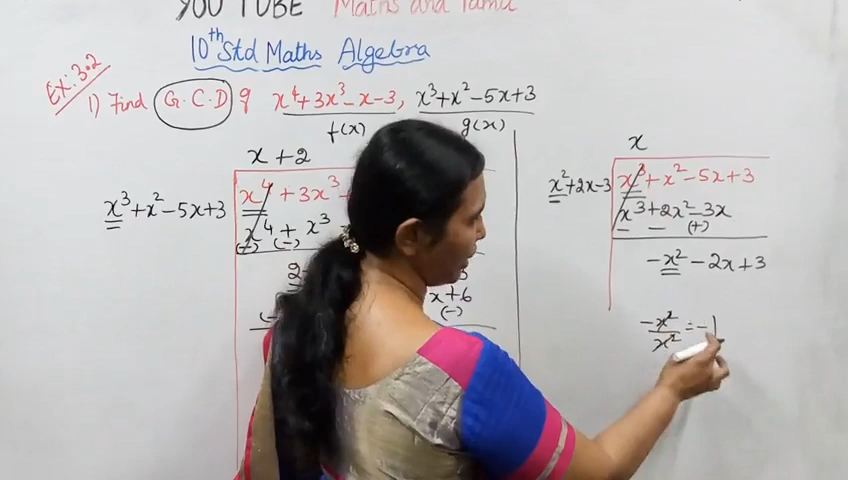 YOU TUBE Maths and Tamil
10th Std Maths Algebra
Ex: 3.2
1) Find G.C.D of x⁴+3x³-x-3, x³+x²-5x+3
f(x) g(x)
x + 2
x³+x²-5x+3
x⁴ + 3x³
x⁴ + x³
(-) (-)
2
3
x+6
(-) (-)
x
x²+2x-3
x³+x²-5x+3
x³+2x²-3x
- - (+)
-x²-2x+3
-x²/x² = -1